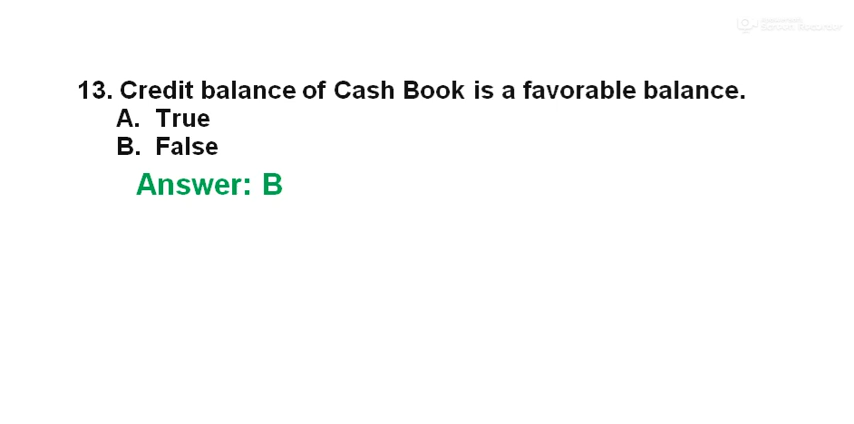 13. Credit balance of Cash Book is a favorable balance.
A. True
B. False
Answer: B